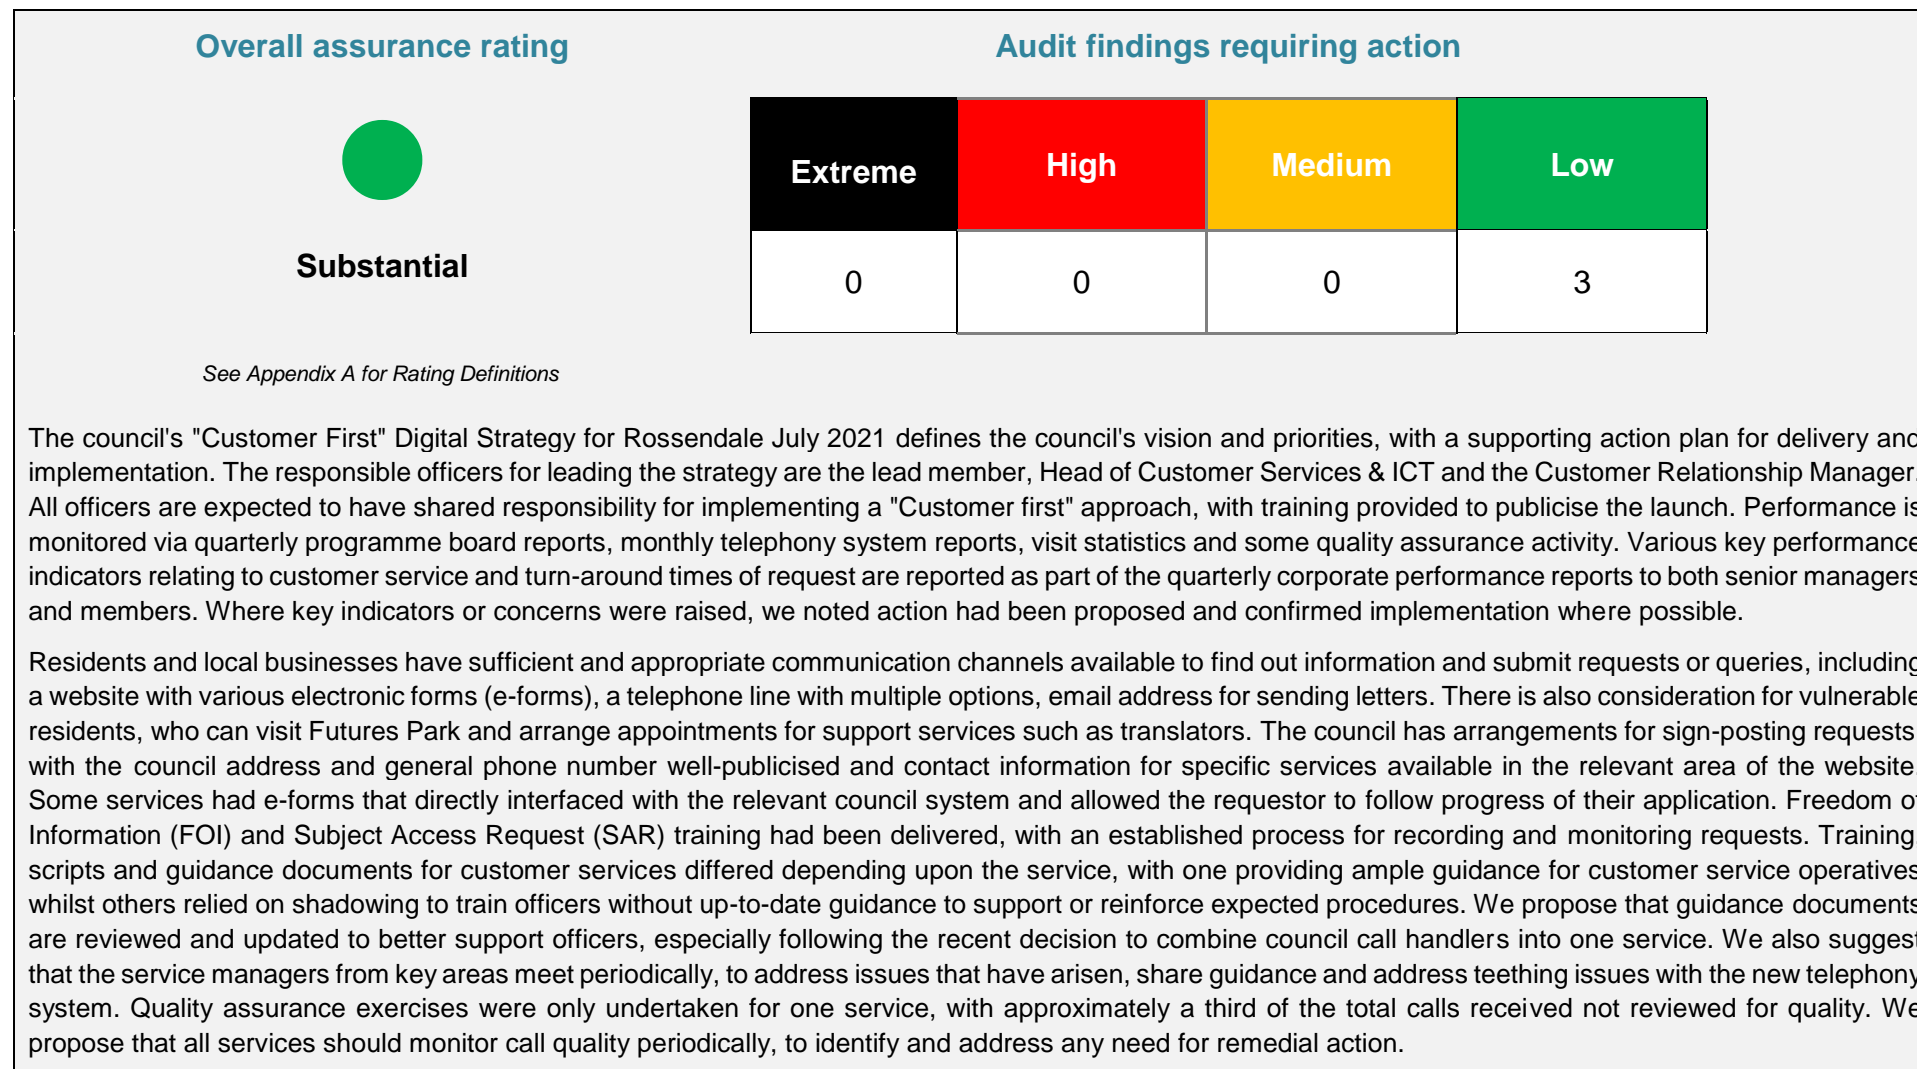 Overall assurance rating
Audit findings requiring action
Extreme
High
Medium
Low
Substantial
0
0
0
3
See Appendix A for Rating Definitions
The council's "Customer First" Digital Strategy for Rossendale July 2021 defines the council's vision and priorities, with a supporting action plan for delivery and
implementation. The responsible officers for leading the strategy are the lead member, Head of Customer Services & ICT and the Customer Relationship Manager.
All officers are expected to have shared responsibility for implementing a "Customer first" approach, with training provided to publicise the launch. Performance is
monitored via quarterly programme board reports, monthly telephony system reports, visit statistics and some quality assurance activity. Various key performance
indicators relating to customer service and turn-around times of request are reported as part of the quarterly corporate performance reports to both senior managers
and members. Where key indicators or concerns were raised, we noted action had been proposed and confirmed implementation where possible.
Residents and local businesses have sufficient and appropriate communication channels available to find out information and submit requests or queries, including
a website with various electronic forms (e-forms), a telephone line with multiple options, email address for sending letters. There is also consideration for vulnerable
residents, who can visit Futures Park and arrange appointments for support services such as translators. The council has arrangements for sign-posting requests
with the council address and general phone number well-publicised and contact information for specific services available in the relevant area of the website.
Some services had e-forms that directly interfaced with the relevant council system and allowed the requestor to follow progress of their application. Freedom of
Information (FOI) and Subject Access Request (SAR) training had been delivered, with an established process for recording and monitoring requests. Training,
scripts and guidance documents for customer services differed depending upon the service, with one providing ample guidance for customer service operatives
whilst others relied on shadowing to train officers without up-to-date guidance to support or reinforce expected procedures. We propose that guidance documents
are reviewed and updated to better support officers, especially following the recent decision to combine council call handlers into one service. We also suggest
that the service managers from key areas meet periodically, to address issues that have arisen, share guidance and address teething issues with the new telephony
system. Quality assurance exercises were only undertaken for one service, with approximately a third of the total calls received not reviewed for quality. We
propose that all services should monitor call quality periodically, to identify and address any need for remedial action.